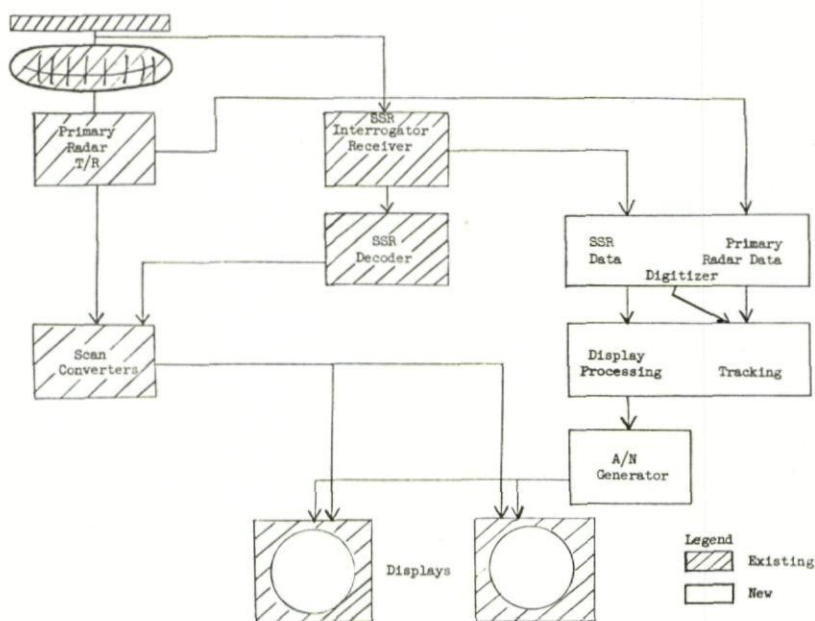 Primary
Radar
T/R
SSR
Interrogator
Receiver
SSR
Decoder
SSR Primary
Data Radar Data
Digitizer
Scan
Converters
Display Tracking
Processing
A/N
Generator
Displays
Legend
Existing
New